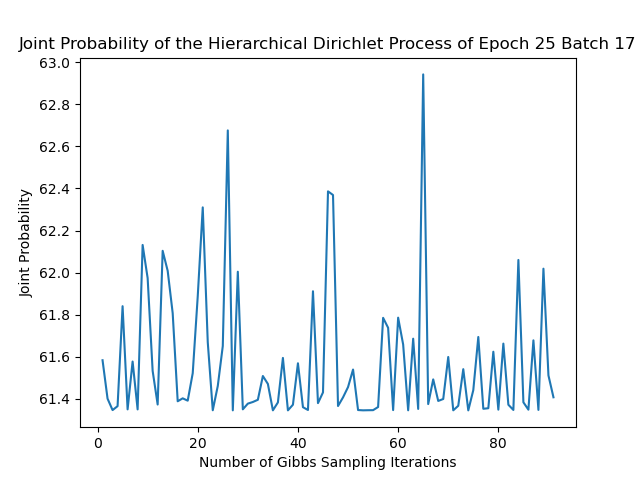 Joint Probability of the Hierarchical Dirichlet Process of Epoch 25 Batch 17
63.0
62.8
62.6
62.4
62.2
62.0
61.8
61.6
61.4
Joint Probability
0 20 40 60 80
Number of Gibbs Sampling Iterations